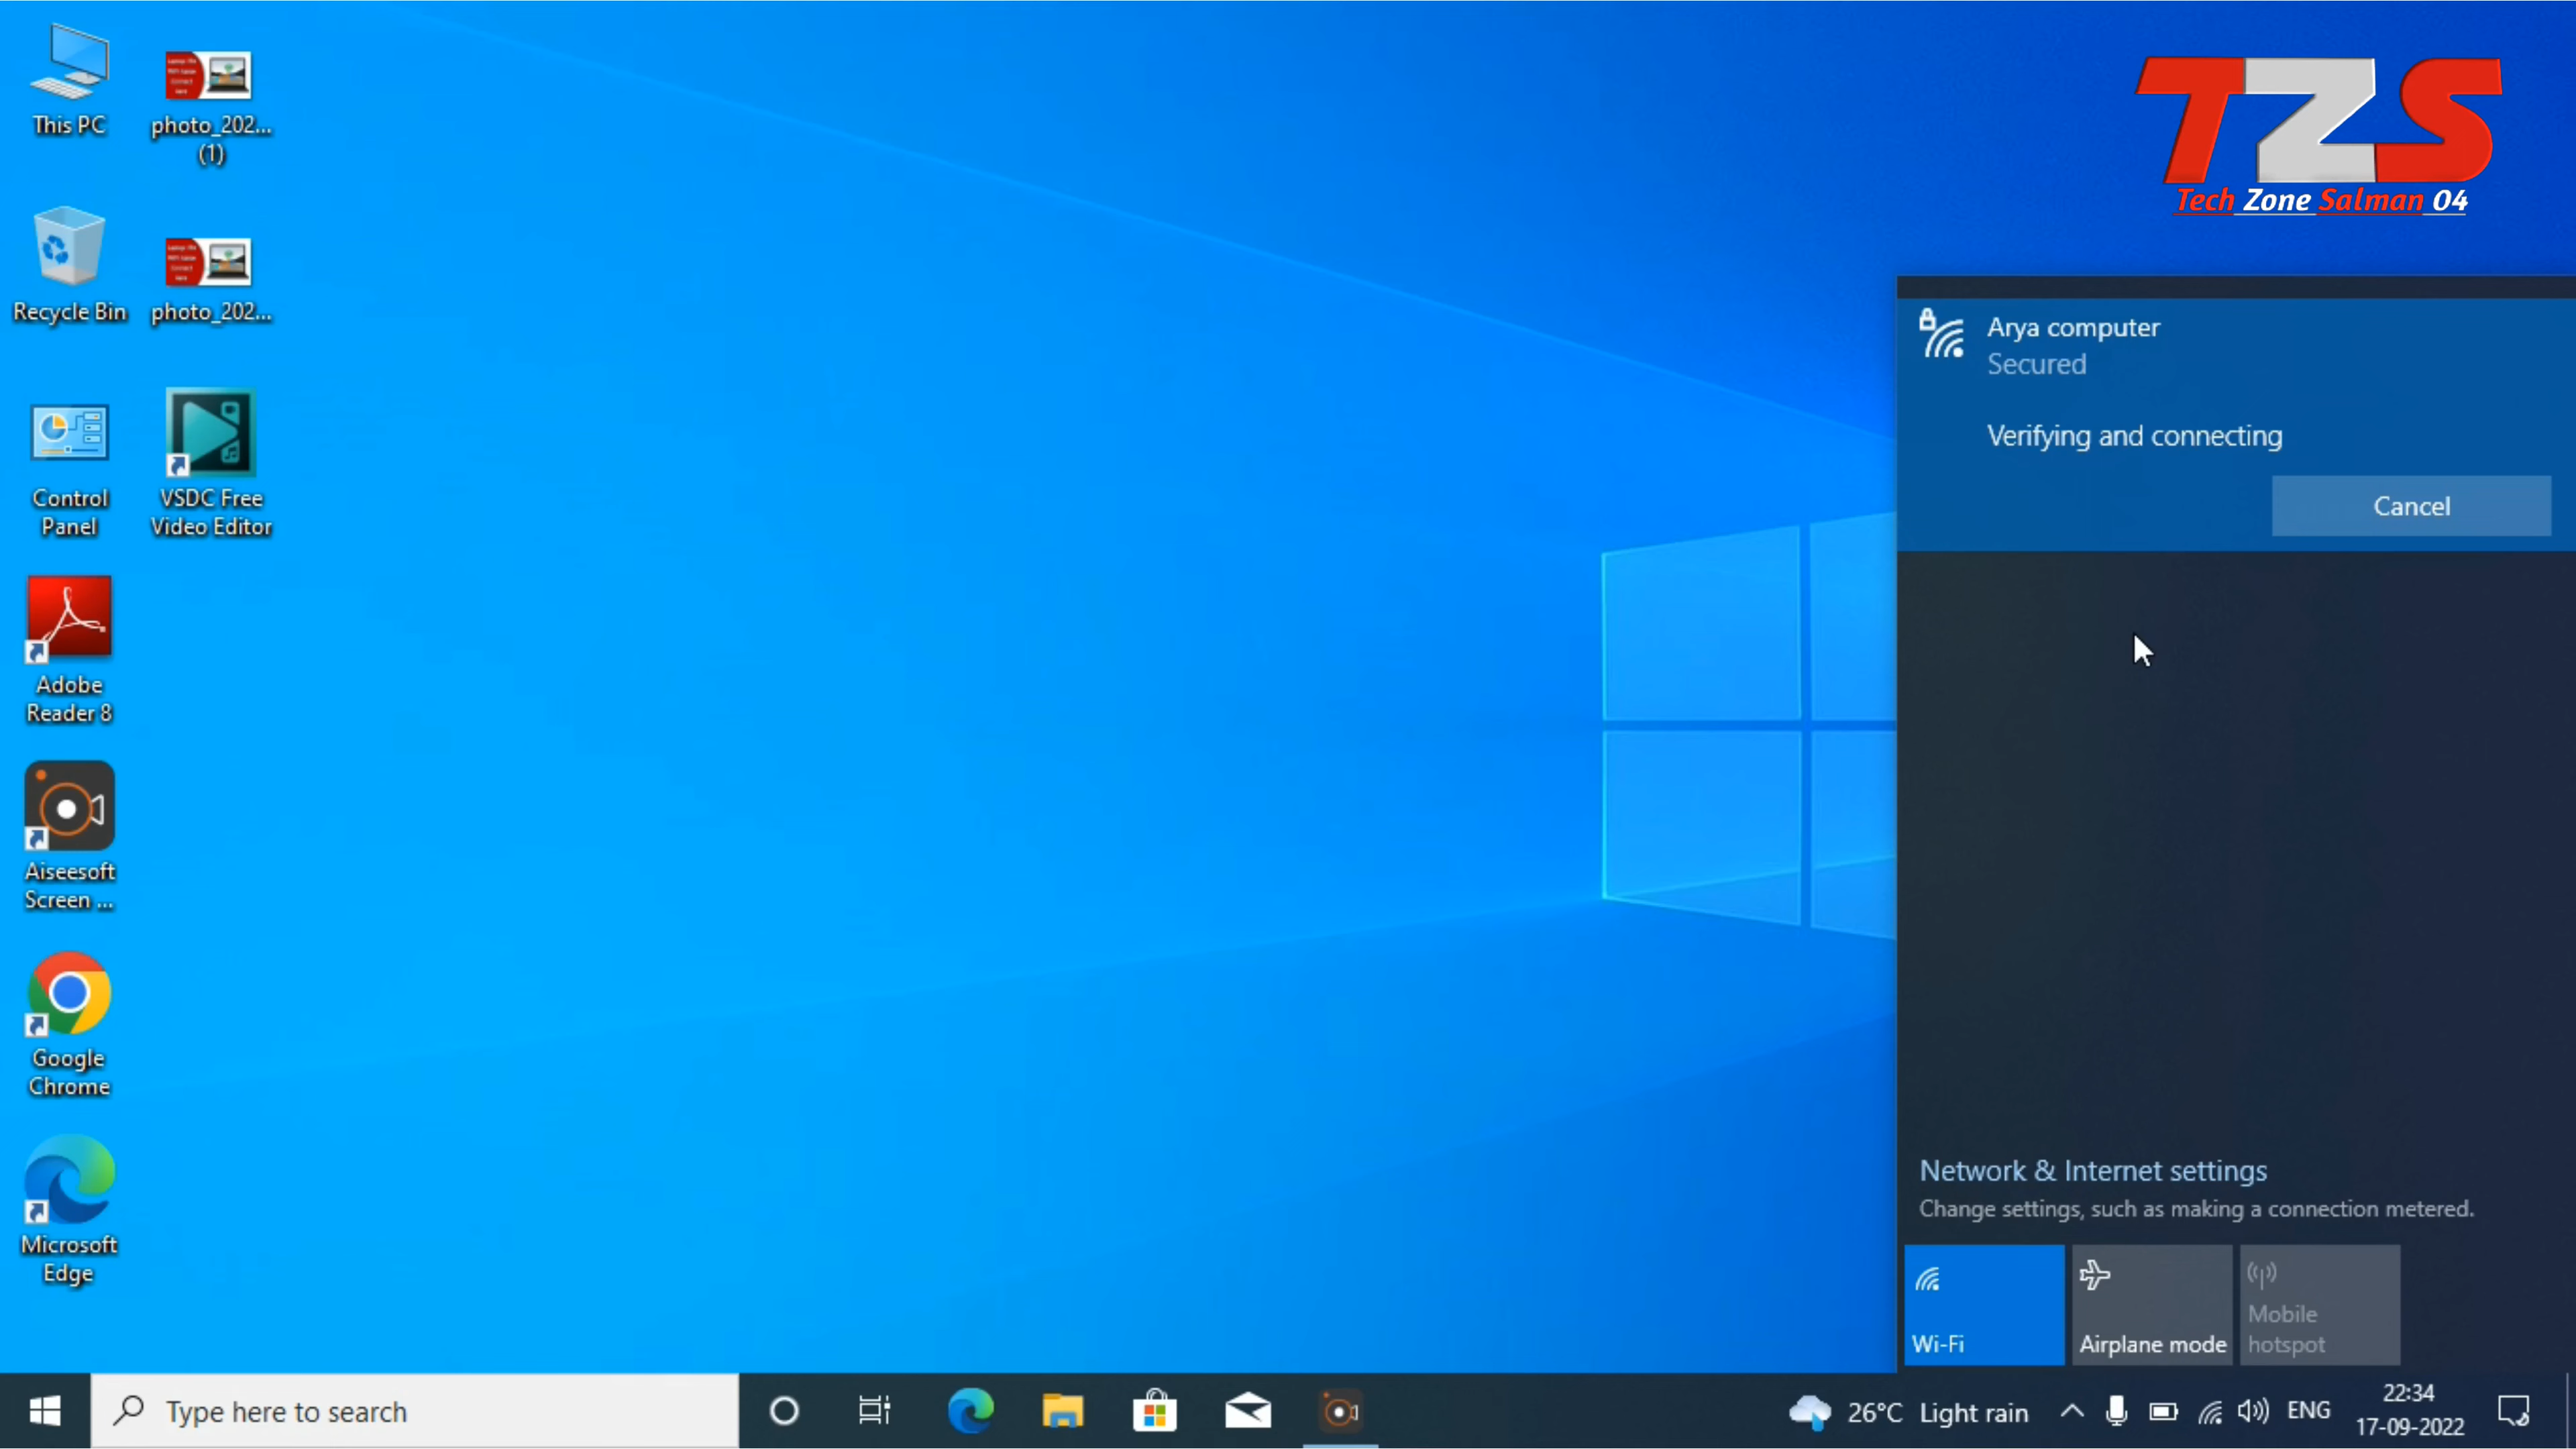 This PC
photo_202...
(1)
Recycle Bin
photo_202...
Control
Panel
VSDC Free
Video Editor
Adobe
Reader 8
Aiseesoft
Screen ...
Google
Chrome
Microsoft
Edge
TZS
Tech Zone Salman 04
Arya computer
Secured
Verifying and connecting
Cancel
Network & Internet settings
Change settings, such as making a connection metered.
Wi-Fi
Airplane mode
Mobile
hotspot
Type here to search
26°C Light rain
ENG
22:34
17-09-2022